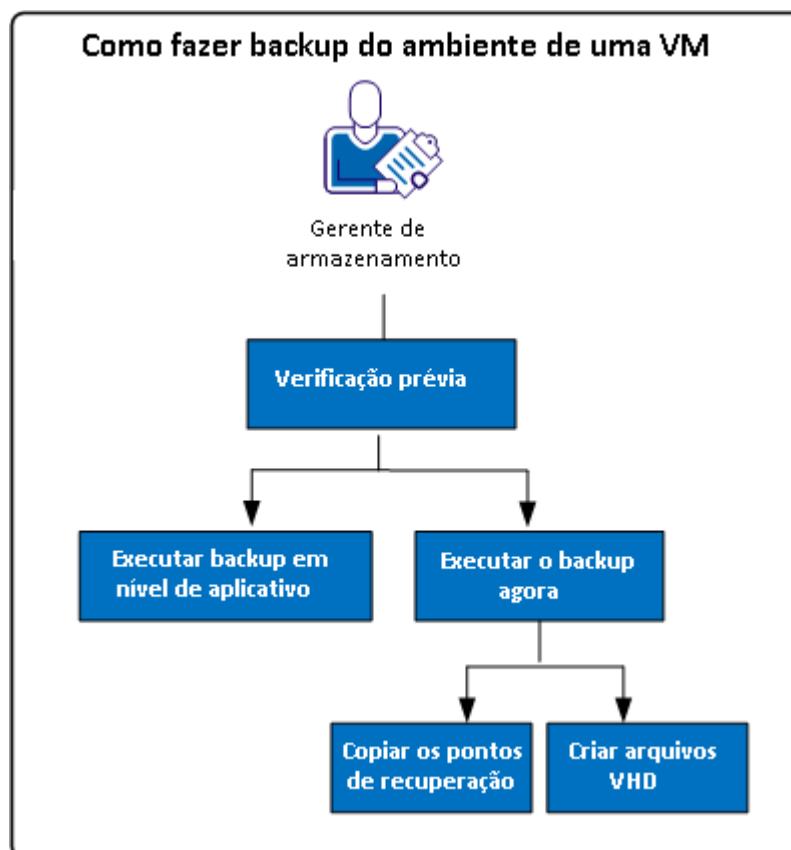 Como fazer backup do ambiente de uma VM
Gerente de
armazenamento
Verificação prévia
Executar backup em
nível de aplicativo
Executar o backup
agora
Copiar os pontos
de recuperação
Criar arquivos
VHD